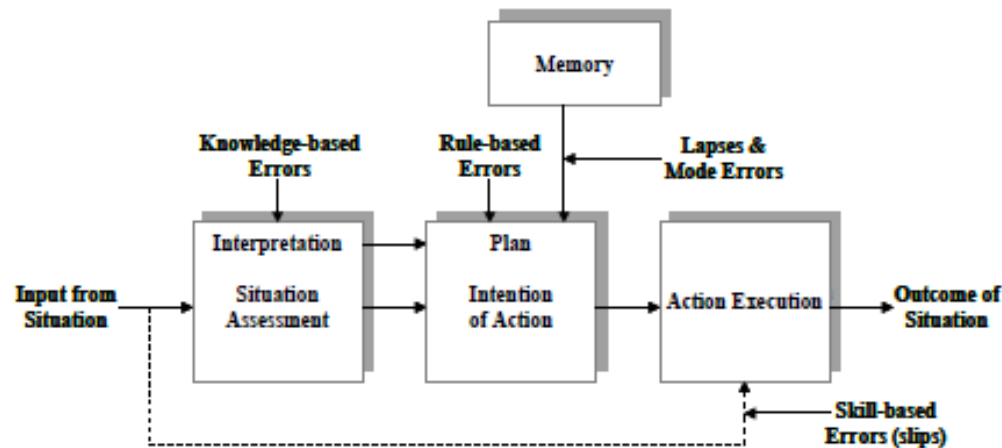 Memory
Knowledge-based
Errors
Rule-based
Errors
Lapses &
Mode Errors
Interpretation
Situation
Assessment
Plan
Intention
of Action
Action Execution
Input from
Situation
Outcome of
Situation
Skill-based
Errors (slips)